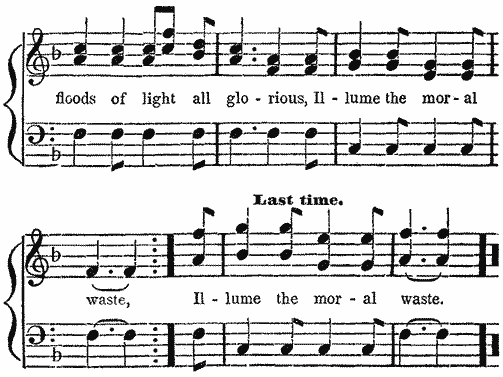 floods of light all glo - rious, Il - lume the mor - al
Last time.
waste, Il - lume the mor - al waste.